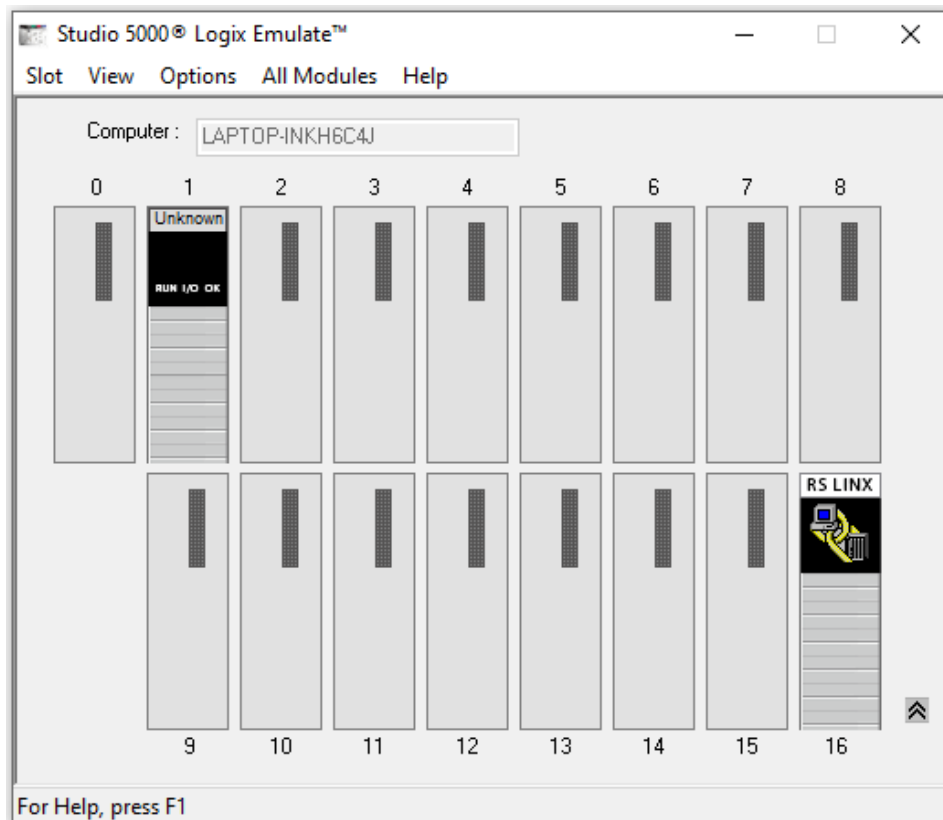 Studio 5000® Logix Emulate™
Slot View Options All Modules Help
Computer : LAPTOP-INKH6C4J
0 1 2 3 4 5 6 7 8
Unknown
RUN I/O OK
RS LINX
9 10 11 12 13 14 15 16
For Help, press F1